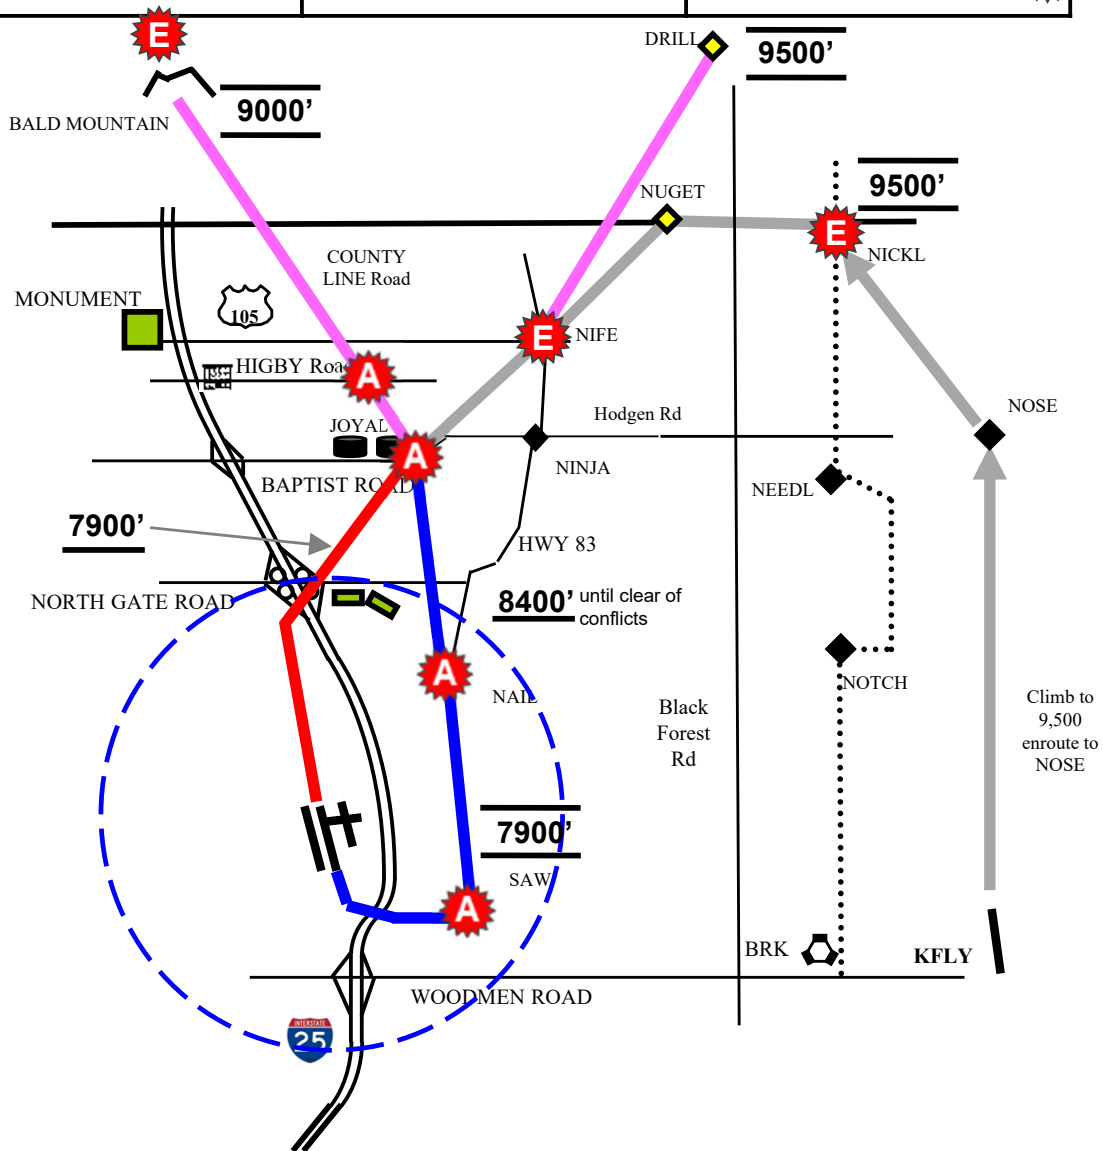 E
DRILL
9500’
9000’
BALD MOUNTAIN
NUGET
9500’
E
NICKL
COUNTY
LINE Road
MONUMENT
105
E
NIFE
HIGBY Roa
A
NOSE
Hodgen Rd
JOYAL
A
NINJA
BAPTIST ROAD
NEEDL
7900’
HWY 83
NORTH GATE ROAD
8400’ until clear of
conflicts
A
NAIL
NOTCH
Black
Forest
Rd
Climb to
9,500
enroute to
NOSE
7900’
SAW
A
BRK
KFLY
WOODMEN ROAD
INTERSTATE
25